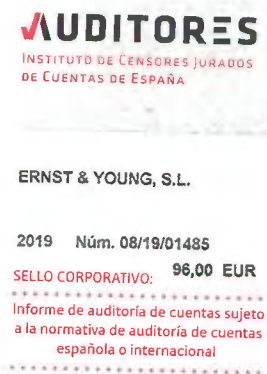 AUDITORES
INSTITUTO DE CENSORES JURADOS
DE CUENTAS DE ESPAÑA
ERNST & YOUNG, S.L.
2019 Núm. 08/19/01485
SELLO CORPORATIVO: 96,00 EUR
Informe de auditoría de cuentas sujeto
a la normativa de auditoría de cuentas
española o internacional